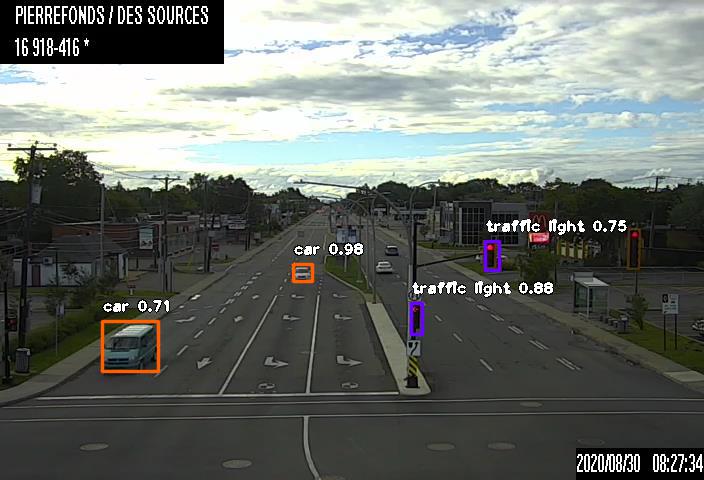 PIERREFONDS / DES SOURCES
16 918-416 *
traffic light 0.75
car 0.98
traffic light 0.88
car 0.71
2020/08/30 08:27:34